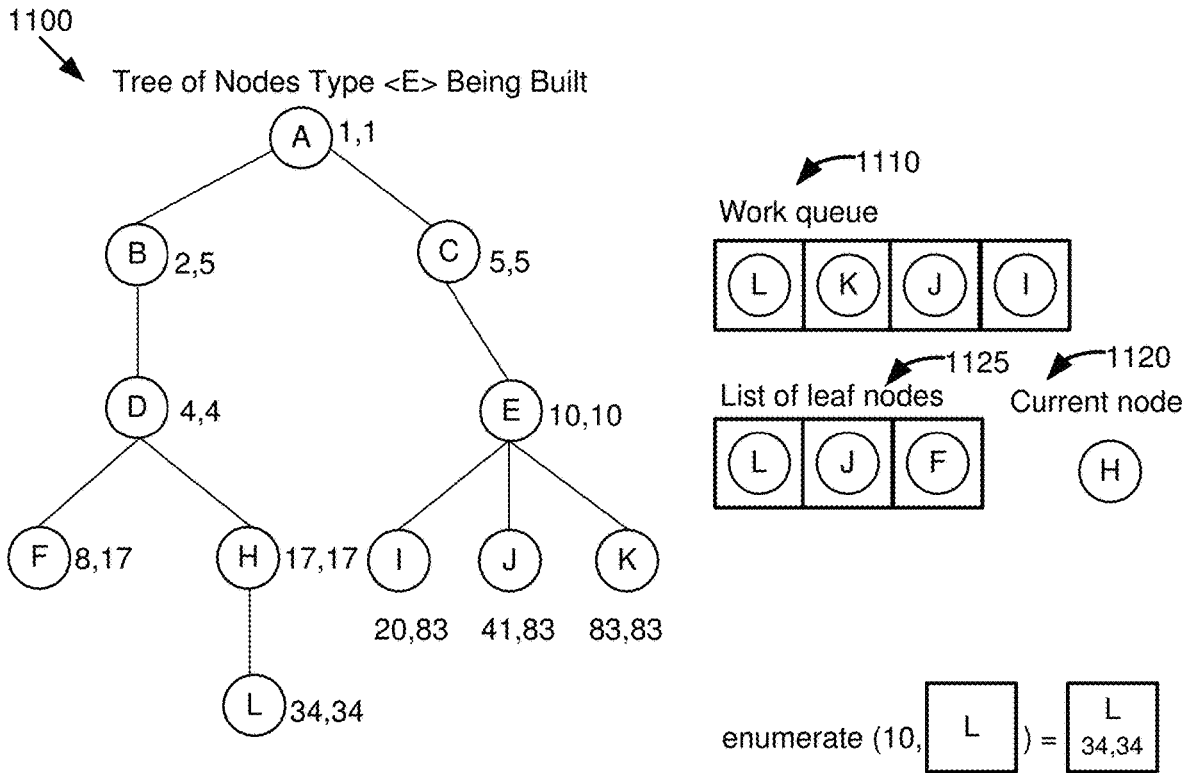 1100
Tree of Nodes Type <E> Being Built
A 1,1
B 2,5
C 5,5
D 4,4
E 10,10
F 8,17
H 17,17
I
J
K
20,83
41,83
83,83
L 34,34
1110
Work queue
L K J I
1125
List of leaf nodes
L J F
1120
Current node
H
enumerate (10, L ) = L
34,34